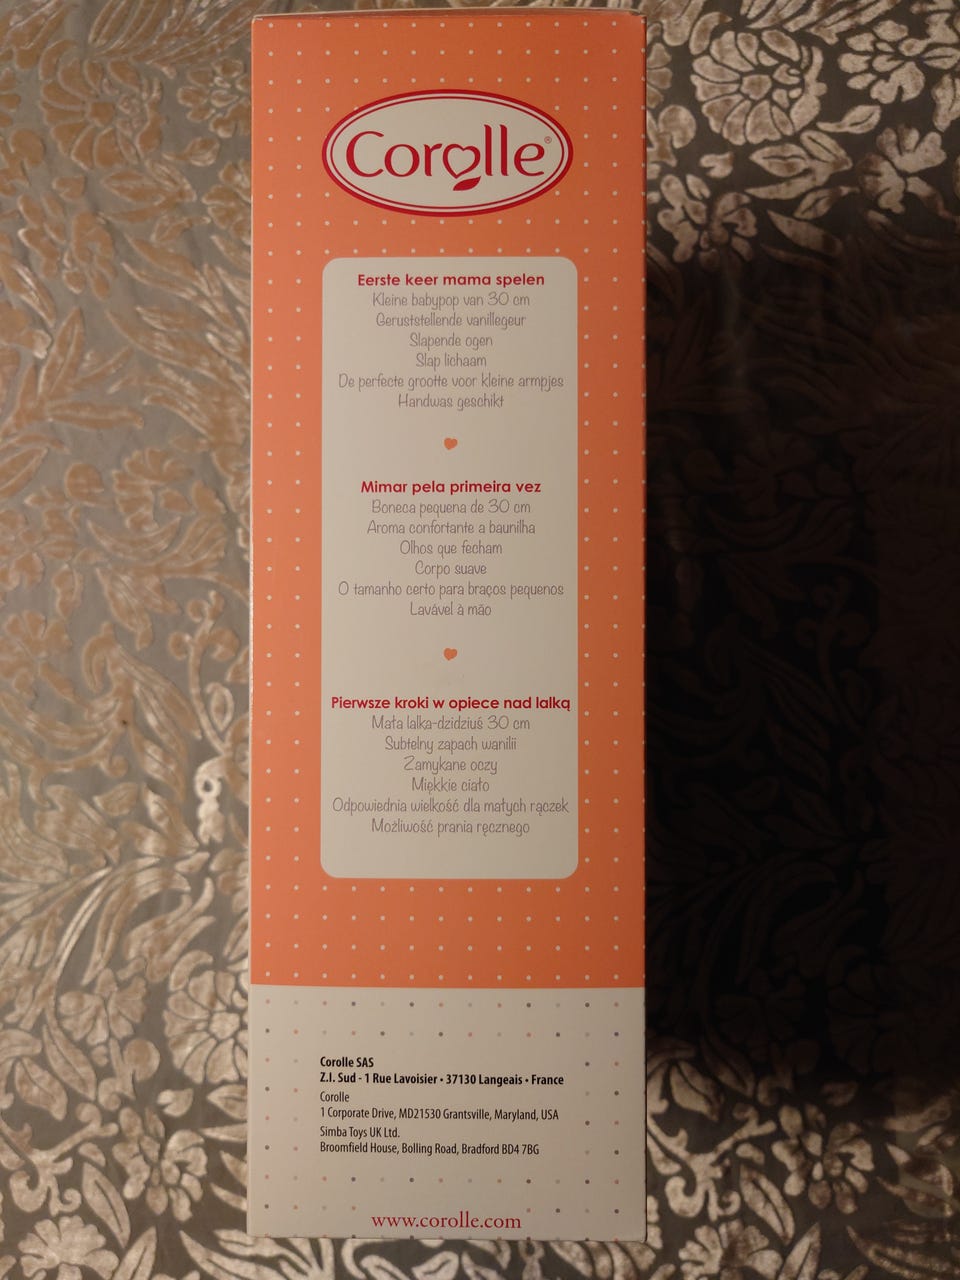 Corolle®
Eerste keer mama spelen
Kleine babypop van 30 cm
Geruststellende vanillegeur
Slapende ogen
Slap lichaam
De perfecte grootte voor kleine armpjes
Handwas geschikt
Mimar pela primeira vez
Boneca pequena de 30 cm
Aroma confortante a baunilha
Olhos que fecham
Corpo suave
O tamanho certo para braços pequenos
Lavável à mão
Pierwsze kroki w opiece nad lalką
Mała lalka-dzidziuś 30 cm
Subtelny zapach wanilii
Zamykane oczy
Miękkie ciało
Odpowiednia wielkość dla małych rączek
Możliwość prania ręcznego
Corolle SAS
Z.I. Sud - 1 Rue Lavoisier • 37130 Langeais • France
Corolle
1 Corporate Drive, MD21530 Grantsville, Maryland, USA
Simba Toys UK Ltd.
Broomfield House, Bolling Road, Bradford BD4 7BG
www.corolle.com